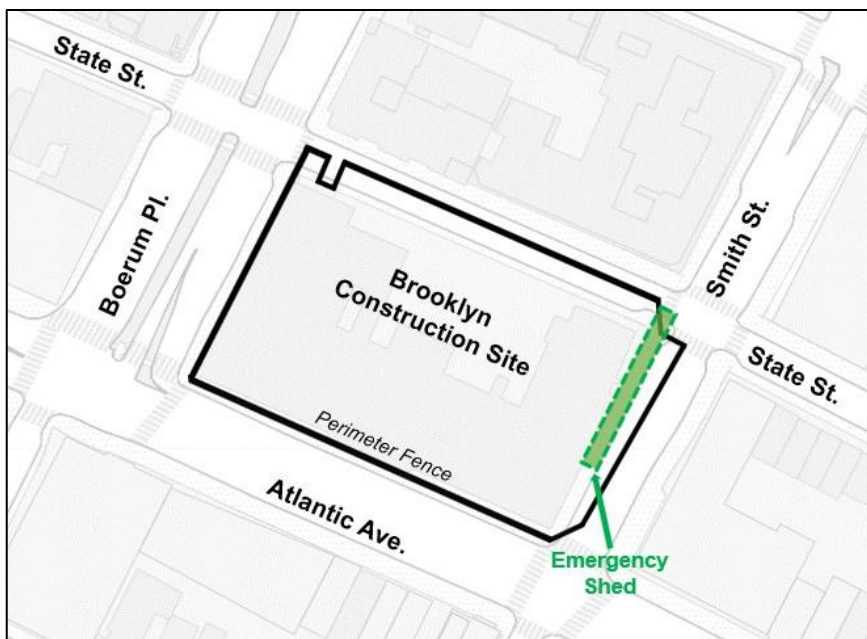 State St.
Boerum Pl.
Smith St.
Brooklyn
Construction Site
State St.
Perimeter Fence
Atlantic Ave.
Emergency
Shed